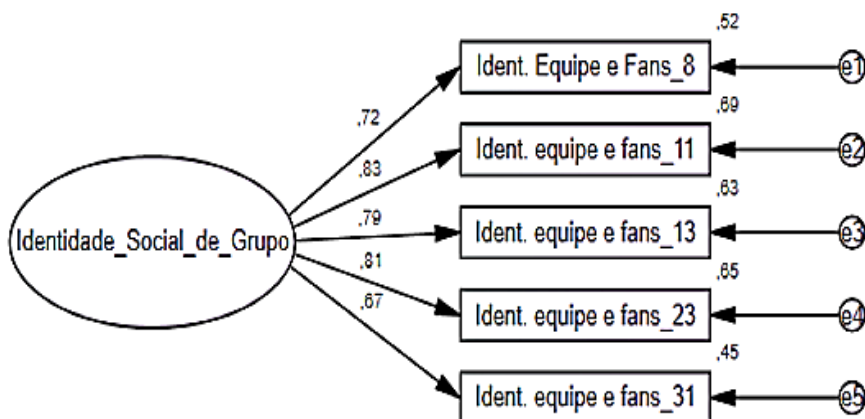 ,52
Ident. Equipe e Fans_8
e1
,72
,69
Ident. equipe e fans_11
e2
,83
,63
Identidade_Social_de_Grupo
,79
Ident. equipe e fans_13
e3
,81
,65
Ident. equipe e fans_23
e4
,67
,45
Ident. equipe e fans_31
e5